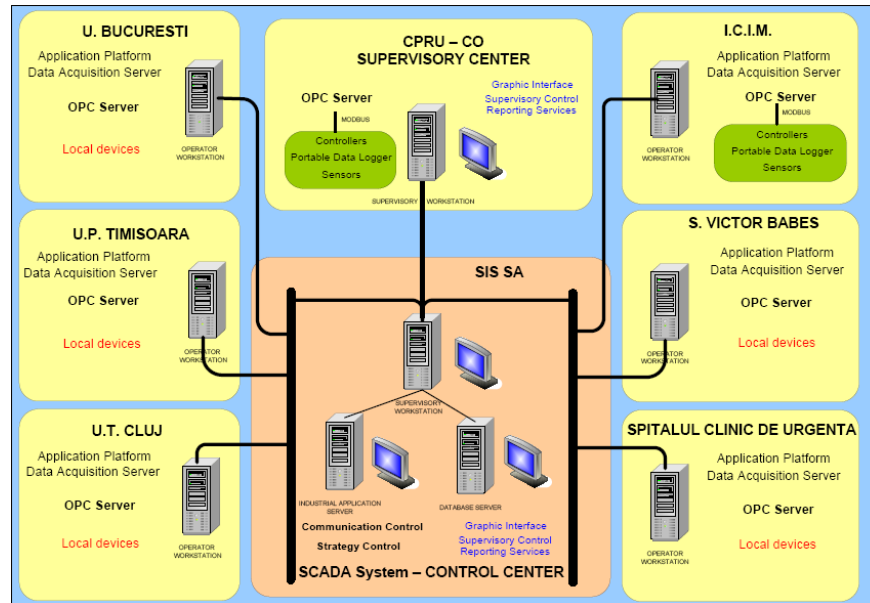 U. BUCURESTI
Application Platform
Data Acquisition Server
OPC Server
Local devices
OPERATOR
WORKSTATION
CPRU – CO
SUPERVISORY CENTER
Graphic Interface
Supervisory Control
Reporting Services
OPC Server
MODBUS
Controllers
Portable Data Logger
Sensors
SUPERVISORY WORKSTATION
I.C.I.M.
Application Platform
Data Acquisition Server
OPC Server
MODBUS
Controllers
Portable Data Logger
Sensors
OPERATOR
WORKSTATION
U.P. TIMISOARA
Application Platform
Data Acquisition Server
OPC Server
Local devices
OPERATOR
WORKSTATION
SIS SA
SUPERVISORY
WORKSTATION
INDUSTRIAL APPLICATION
SERVER
Communication Control
Strategy Control
DATABASE SERVER
Graphic Interface
Supervisory Control
Reporting Services
SCADA System – CONTROL CENTER
S. VICTOR BABES
Application Platform
Data Acquisition Server
OPC Server
Local devices
OPERATOR
WORKSTATION
U.T. CLUJ
Application Platform
Data Acquisition Server
OPC Server
Local devices
OPERATOR
WORKSTATION
SPITALUL CLINIC DE URGENTA
Application Platform
Data Acquisition Server
OPC Server
Local devices
OPERATOR
WORKSTATION